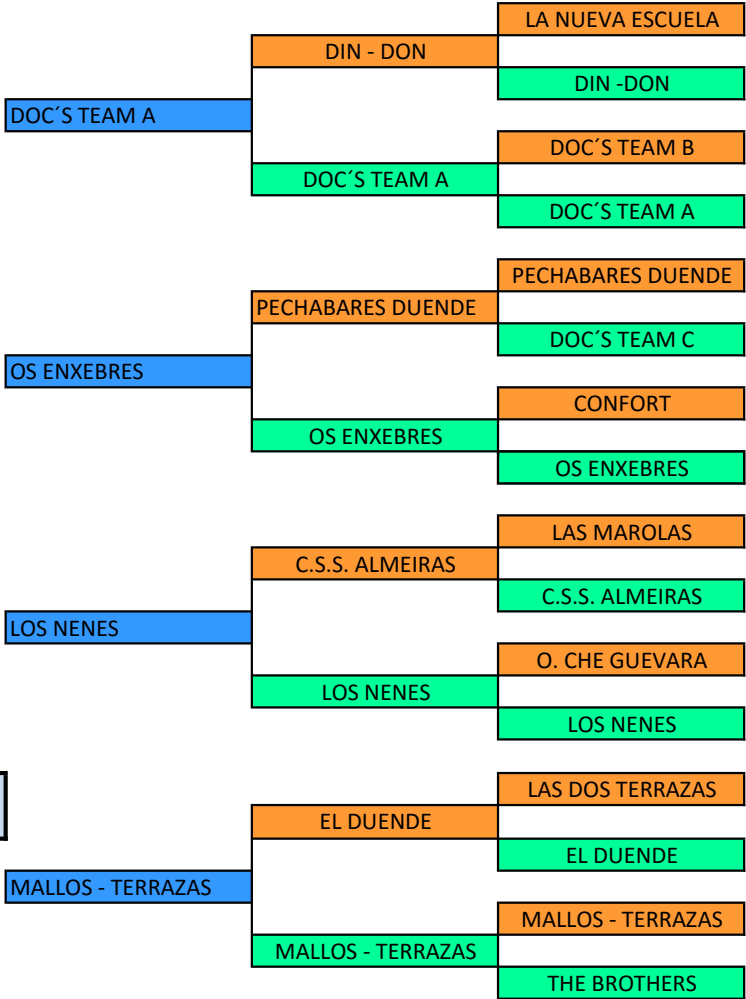 LA NUEVA ESCUELA
DIN - DON
DIN -DON
DOC´S TEAM A
DOC´S TEAM B
DOC´S TEAM A
DOC´S TEAM A
PECHABARES DUENDE
PECHABARES DUENDE
DOC´S TEAM C
OS ENXEBRES
CONFORT
OS ENXEBRES
OS ENXEBRES
LAS MAROLAS
C.S.S. ALMEIRAS
C.S.S. ALMEIRAS
LOS NENES
O. CHE GUEVARA
LOS NENES
LOS NENES
LAS DOS TERRAZAS
EL DUENDE
EL DUENDE
MALLOS - TERRAZAS
MALLOS - TERRAZAS
MALLOS - TERRAZAS
THE BROTHERS